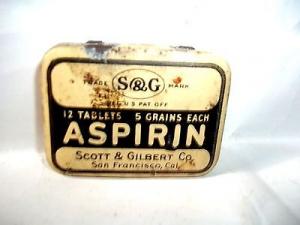 TRADE S&G MARK
REG. U.S. PAT. OFF.
12 TABLETS 5 GRAINS EACH
ASPIRIN
SCOTT & GILBERT CO.
San Francisco, Cal.